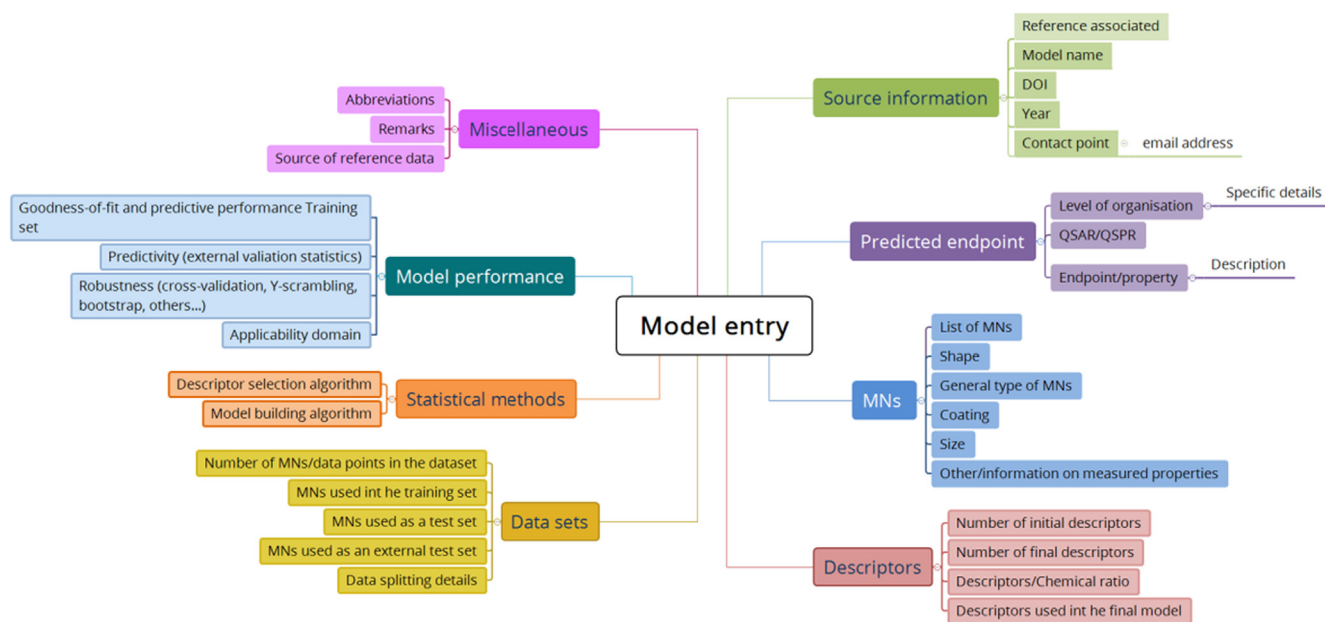 Model entry
Source information
Reference associated
Model name
DOI
Year
Contact point
email address
Predicted endpoint
Level of organisation
Specific details
QSAR/QSPR
Endpoint/property
Description
MNs
List of MNs
Shape
General type of MNs
Coating
Size
Other/information on measured properties
Descriptors
Number of initial descriptors
Number of final descriptors
Descriptors/Chemical ratio
Descriptors used int he final model
Miscellaneous
Abbreviations
Remarks
Source of reference data
Model performance
Goodness-of-fit and predictive performance Training
set
Predictivity (external valiation statistics)
Robustness (cross-validation, Y-scrambling,
bootstrap, others...)
Applicability domain
Statistical methods
Descriptor selection algorithm
Model building algorithm
Data sets
Number of MNs/data points in the dataset
MNs used int he training set
MNs used as a test set
MNs used as an external test set
Data splitting details